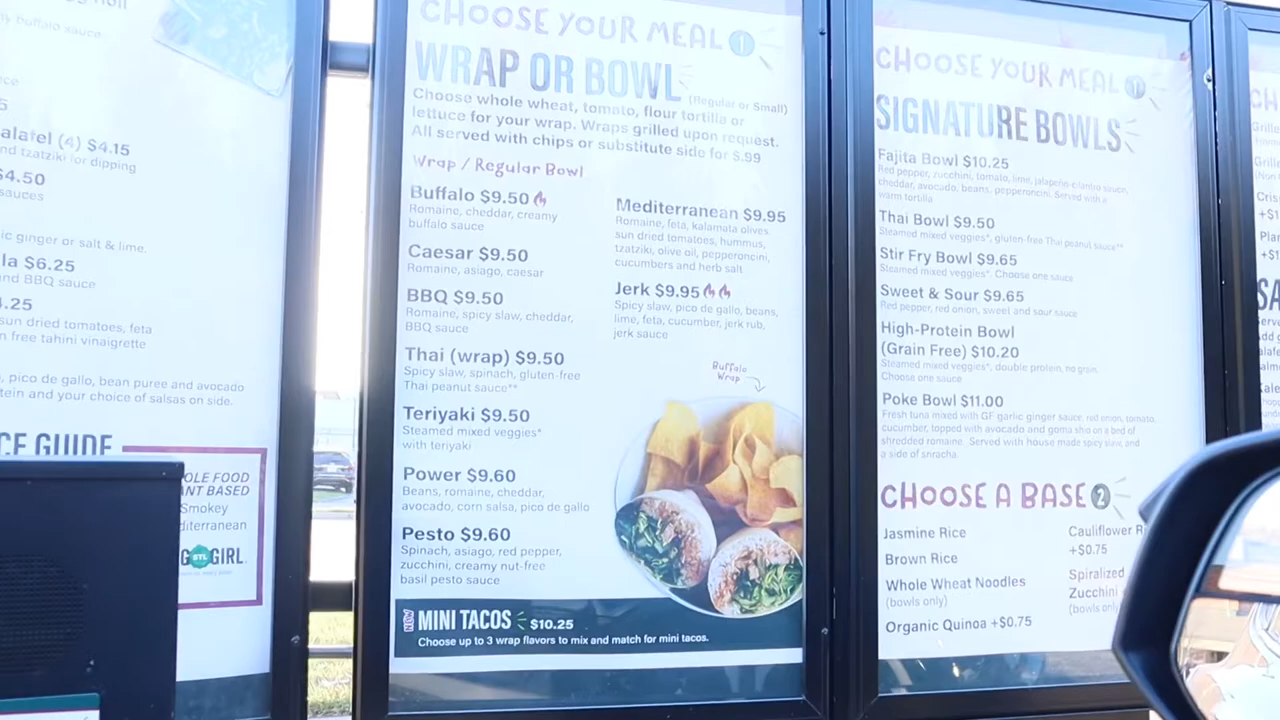 buffalo sauce
alafel (4) $4.15
nd tzatziki for dipping
$4.50
sauces
ic ginger or salt & lime.
la $6.25
and BBQ sauce
.25
sun dried tomatoes, feta
n free tahini vinaigrette
, pico de gallo, bean puree and avocado
tein and your choice of salsas on side.
CE GUIDE
OLE FOOD
ANT BASED
Smokey
diterranean
G STL GIRL
CHOOSE YOUR MEAL 1
WRAP OR BOWL (Regular or Small)
Choose whole wheat, tomato, flour tortilla or
lettuce for your wrap. Wraps grilled upon request.
All served with chips or substitute side for $.99
Wrap / Regular Bowl
Buffalo $9.50
Romaine, cheddar, creamy
buffalo sauce
Caesar $9.50
Romaine, asiago, caesar
BBQ $9.50
Romaine, spicy slaw, cheddar,
BBQ sauce
Thai (wrap) $9.50
Spicy slaw, spinach, gluten-free
Thai peanut sauce**
Teriyaki $9.50
Steamed mixed veggies*
with teriyaki
Power $9.60
Beans, romaine, cheddar,
avocado, corn salsa, pico de gallo
Pesto $9.60
Spinach, asiago, red pepper,
zucchini, creamy nut-free
basil pesto sauce
Mediterranean $9.95
Romaine, feta, kalamata olives
sun dried tomatoes, hummus,
tzatziki, olive oil, pepperoncini,
cucumbers and herb salt
Jerk $9.95
Spicy slaw, pico de gallo, beans,
lime, feta, cucumber, jerk rub,
jerk sauce
Buffalo
Wrap
NEW MINI TACOS $10.25
Choose up to 3 wrap flavors to mix and match for mini tacos.
CHOOSE YOUR MEAL 1
SIGNATURE BOWLS
Fajita Bowl $10.25
Red pepper, zucchini, tomato, lime, jalapeño-cilantro sauce,
cheddar, avocado, beans, pepperoncini. Served with a
warm tortilla
Thai Bowl $9.50
Steamed mixed veggies*, gluten-free Thai peanut sauce**
Stir Fry Bowl $9.65
Steamed mixed veggies*. Choose one sauce
Sweet & Sour $9.65
Red pepper, red onion, sweet and sour sauce
High-Protein Bowl
(Grain Free) $10.20
Steamed mixed veggies*, double protein, no grain.
Choose one sauce
Poke Bowl $11.00
Fresh tuna mixed with GF garlic ginger sauce, red onion, tomato,
cucumber, topped with avocado and goma shio on a bed of
shredded romaine. Served with house made spicy slaw, and
a side of sriracha.
CHOOSE A BASE 2
Jasmine Rice
Brown Rice
Whole Wheat Noodles
(bowls only)
Organic Quinoa +$0.75
Cauliflower R
+$0.75
Spiralized
Zucchini
(bowls only
CH
Grille
Grille
Cris
+$1
Plan
+$1
SA